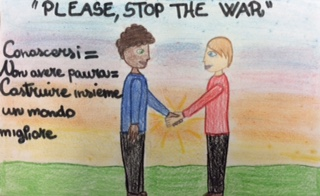 "PLEASE, STOP THE WAR"
Conoscersi =
Non avere paura =
Costruire insieme
un mondo
migliore